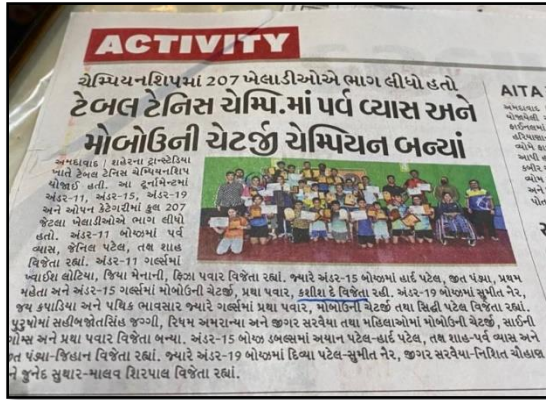 ACTIVITY
ચેમ્પિયનશિપમાં 207 ખેલાડીઓએ ભાગ લીધો હતો
ટેબલ ટેનિસ ચેમ્પિ.માં પર્વ વ્યાસ અને
મોબોઉની ચેટર્જી ચેમ્પિયન બન્યાં
અમદાવાદ | શહેરના ટ્રાન્સ્ટેડિયા
ખાતે ટેબલ ટેનિસ ચેમ્પિયનશિપ
યોજાઈ હતી. આ ટૂર્નામેન્ટમાં
અંડર-11, અંડર-15, અંડર-19
અને ઓપન કેટેગરીમાં કુલ 207
જેટલા ખેલાડીઓએ ભાગ લીધો
હતો. અંડર-11 બોય્ઝમાં પર્વ
વ્યાસ, જેનિલ પટેલ, તક્ષ શાહ
વિજેતા રહ્યાં. અંડર-11 ગર્લ્સમાં
ખ્વાઈશ લોટિયા, જિયા મેનાની, ફિઝા પવાર વિજેતા રહ્યાં. જ્યારે અંડર-15 બોય્ઝમાં હાર્દ પટેલ, જીત પંડ્યા, પ્રથમ
મહેતા અને અંડર-15 ગર્લ્સમાં મોબોઉની ચેટર્જી, પ્રથા પવાર, કશીશ દે વિજેતા રહી. અંડર-19 બોય્ઝમાં સુમીત નેર,
જય કપાડિયા અને પથિક ભાવસાર જ્યારે ગર્લ્સમાં પ્રથા પવાર, મોબોઉની ચેટર્જી તથા સિદ્ધી પટેલ વિજેતા રહ્યાં.
પુરુષોમાં સહીબજોતસિંહ જગ્ગી, રિધમ અમરાન્યા અને જીગર સરવૈયા તથા મહિલાઓમાં મોબોઉની ચેટર્જી, સાઈની
ગોમ્સ અને પ્રથા પવાર વિજેતા બન્યા. અંડર-15 બોય્ઝ ડબલ્સમાં અયાન પટેલ-હાર્દ પટેલ, તક્ષ શાહ-પર્વ વ્યાસ અને
ત પંડ્યા-જિહાન વિજેતા રહ્યાં. જ્યારે અંડર-19 બોય્ઝમાં દિવ્યા પટેલ-સુમીત નેર, જીગર સરવૈયા-નિશિત ચૌહાણ
ને જુનેદ સુથાર-માલવ શિરપાલ વિજેતા રહ્યાં.
AITA
અમદાવાદ